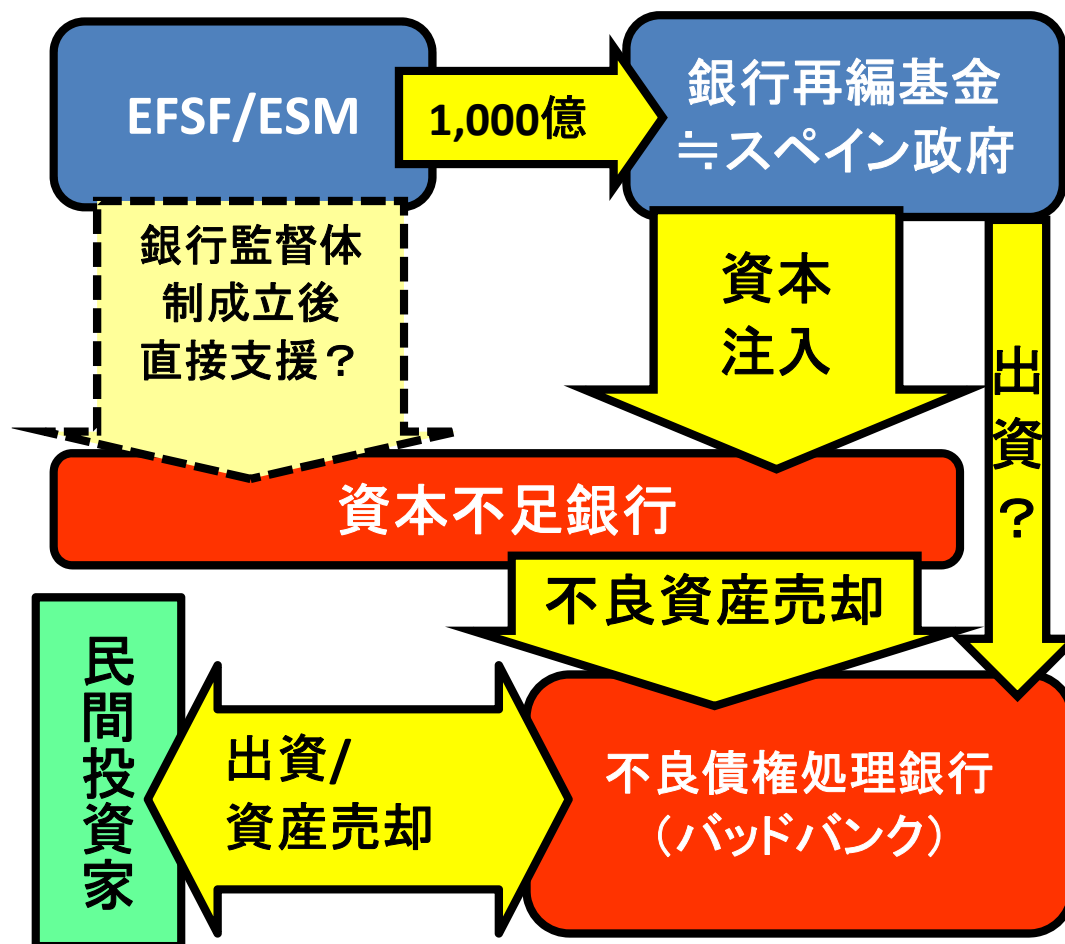 EFSF/ESM
1,000億
銀行再編基金
≒スペイン政府
銀行監督体
制成立後
直接支援？
資本
注入
出資？
資本不足銀行
不良資産売却
民間投資家
出資/
資産売却
不良債権処理銀行
（バッドバンク）